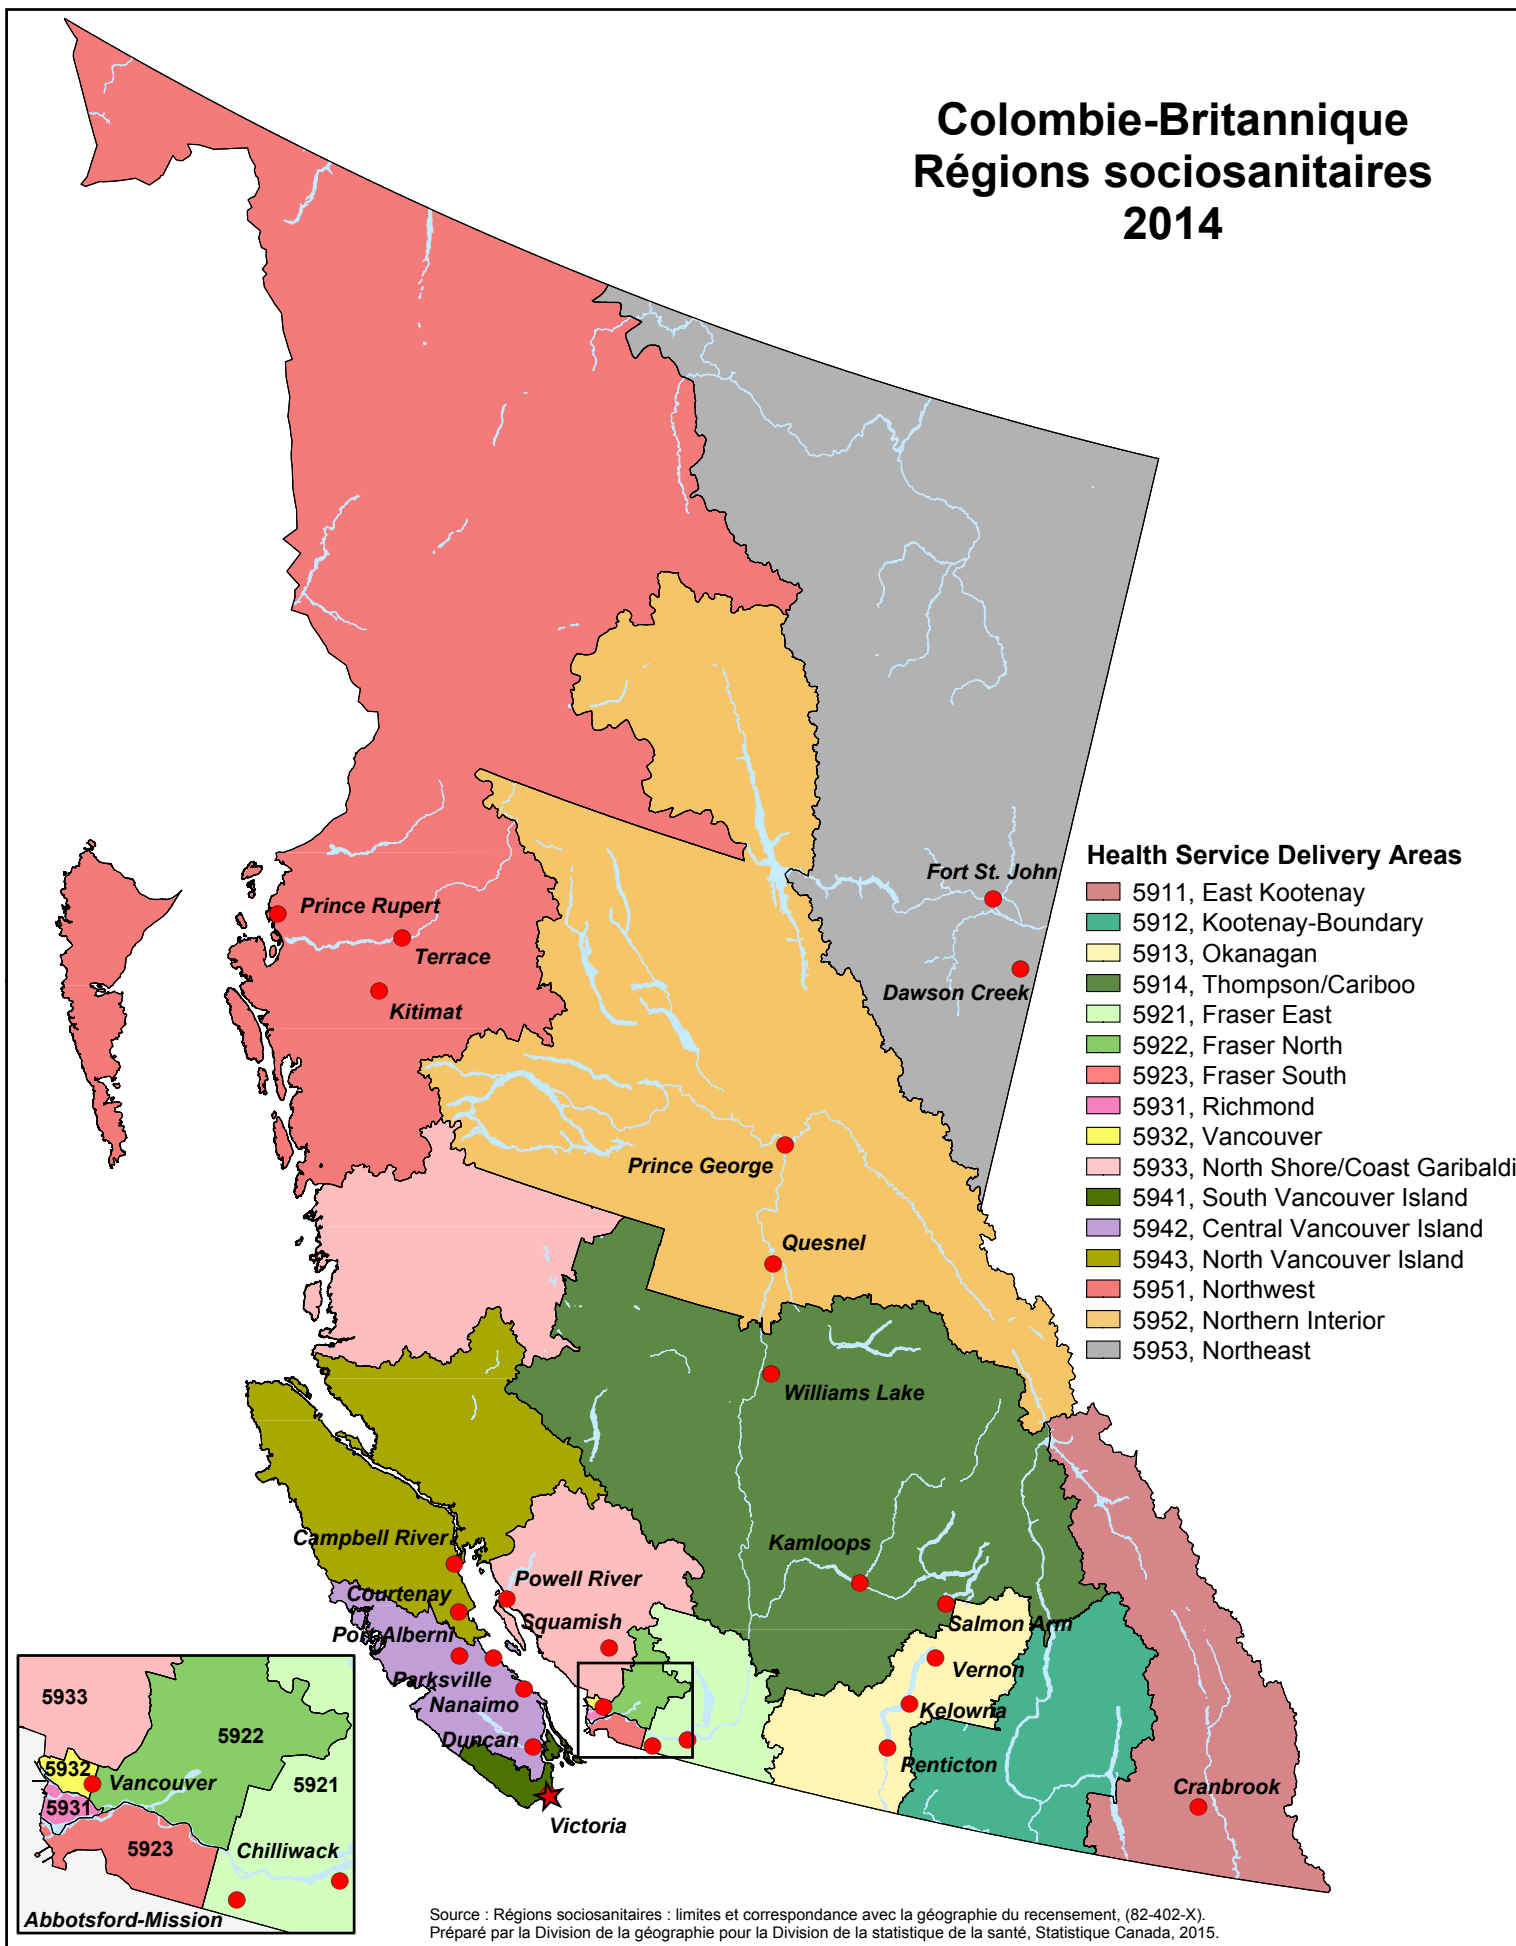 Colombie-Britannique
Régions sociosanitaires
2014
Health Service Delivery Areas
5911, East Kootenay
5912, Kootenay-Boundary
5913, Okanagan
5914, Thompson/Cariboo
5921, Fraser East
5922, Fraser North
5923, Fraser South
5931, Richmond
5932, Vancouver
5933, North Shore/Coast Garibaldi
5941, South Vancouver Island
5942, Central Vancouver Island
5943, North Vancouver Island
5951, Northwest
5952, Northern Interior
5953, Northeast
Fort St. John
Dawson Creek
Prince Rupert
Terrace
Kitimat
Prince George
Quesnel
Williams Lake
Kamloops
Salmon Arm
Vernon
Kelowna
Penticton
Cranbrook
Campbell River
Courtenay
Port Alberni
Parksville
Nanaimo
Duncan
Victoria
Powell River
Squamish
5933
5922
5932
Vancouver
5921
5931
5923
Chilliwack
Abbotsford-Mission
Source : Régions sociosanitaires : limites et correspondance avec la géographie du recensement, (82-402-X).
Préparé par la Division de la géographie pour la Division de la statistique de la santé, Statistique Canada, 2015.